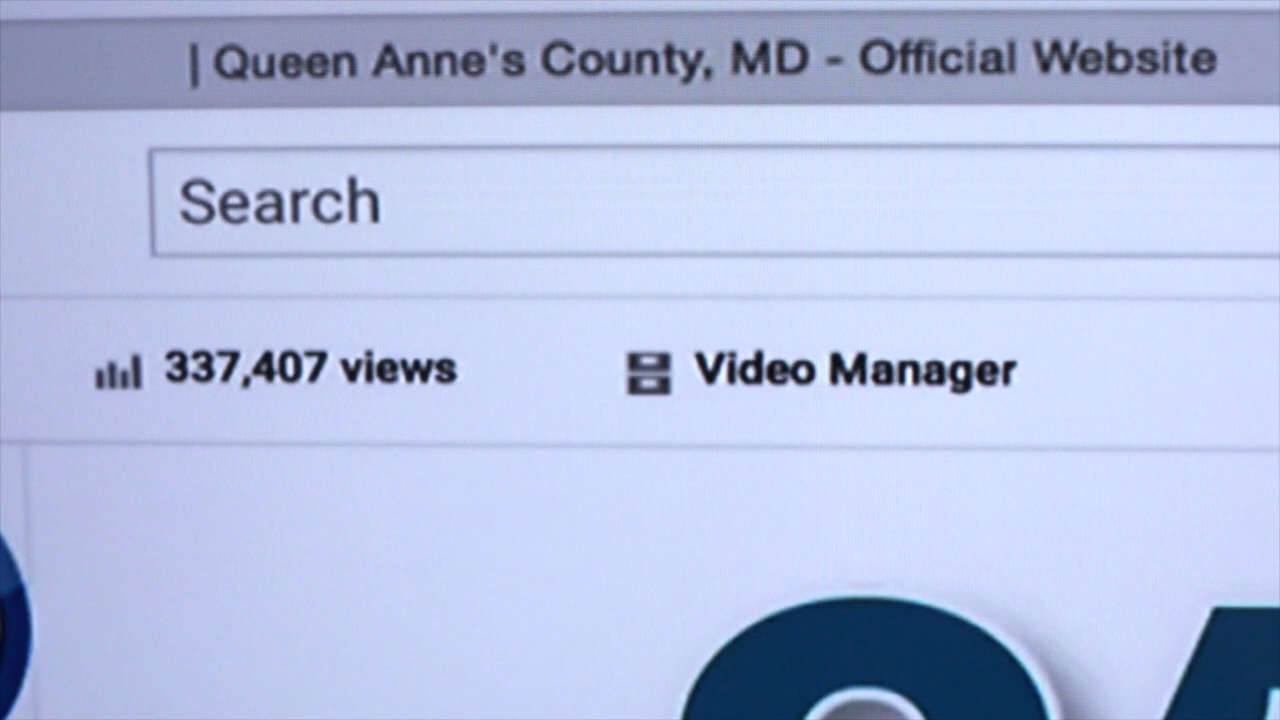 | Queen Anne's County, MD - Official Website
Search
337,407 views
Video Manager